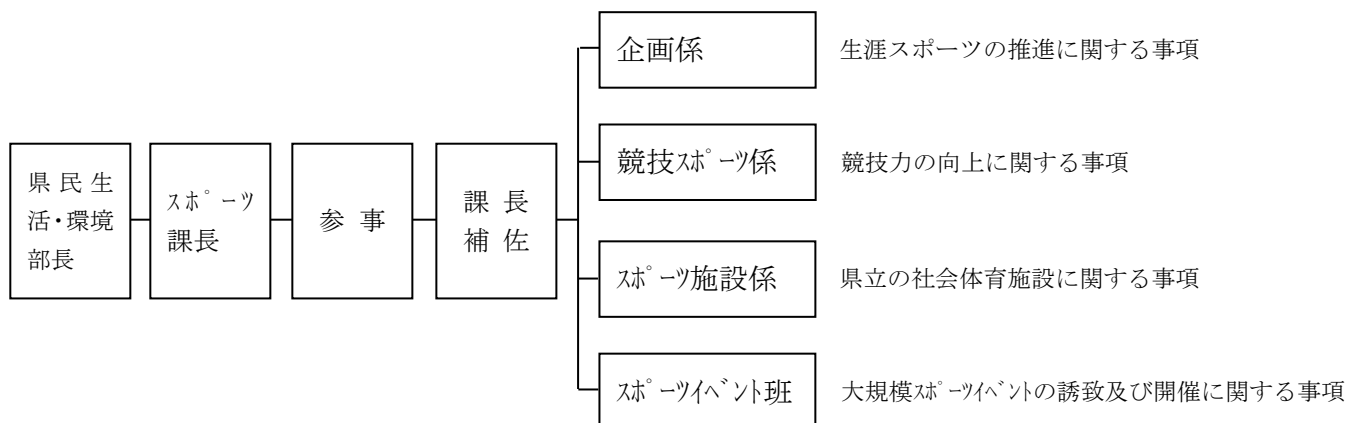 企画係
生涯スポーツの推進に関する事項
競技ｽﾎﾟｰﾂ係
競技力の向上に関する事項
県民生
活・環境
部長
ｽﾎﾟｰﾂ
課長
参事
課長
補佐
ｽﾎﾟｰﾂ施設係
県立の社会体育施設に関する事項
ｽﾎﾟｰﾂｲﾍﾞﾝﾄ班
大規模ｽﾎﾟｰﾂｲﾍﾞﾝﾄの誘致及び開催に関する事項